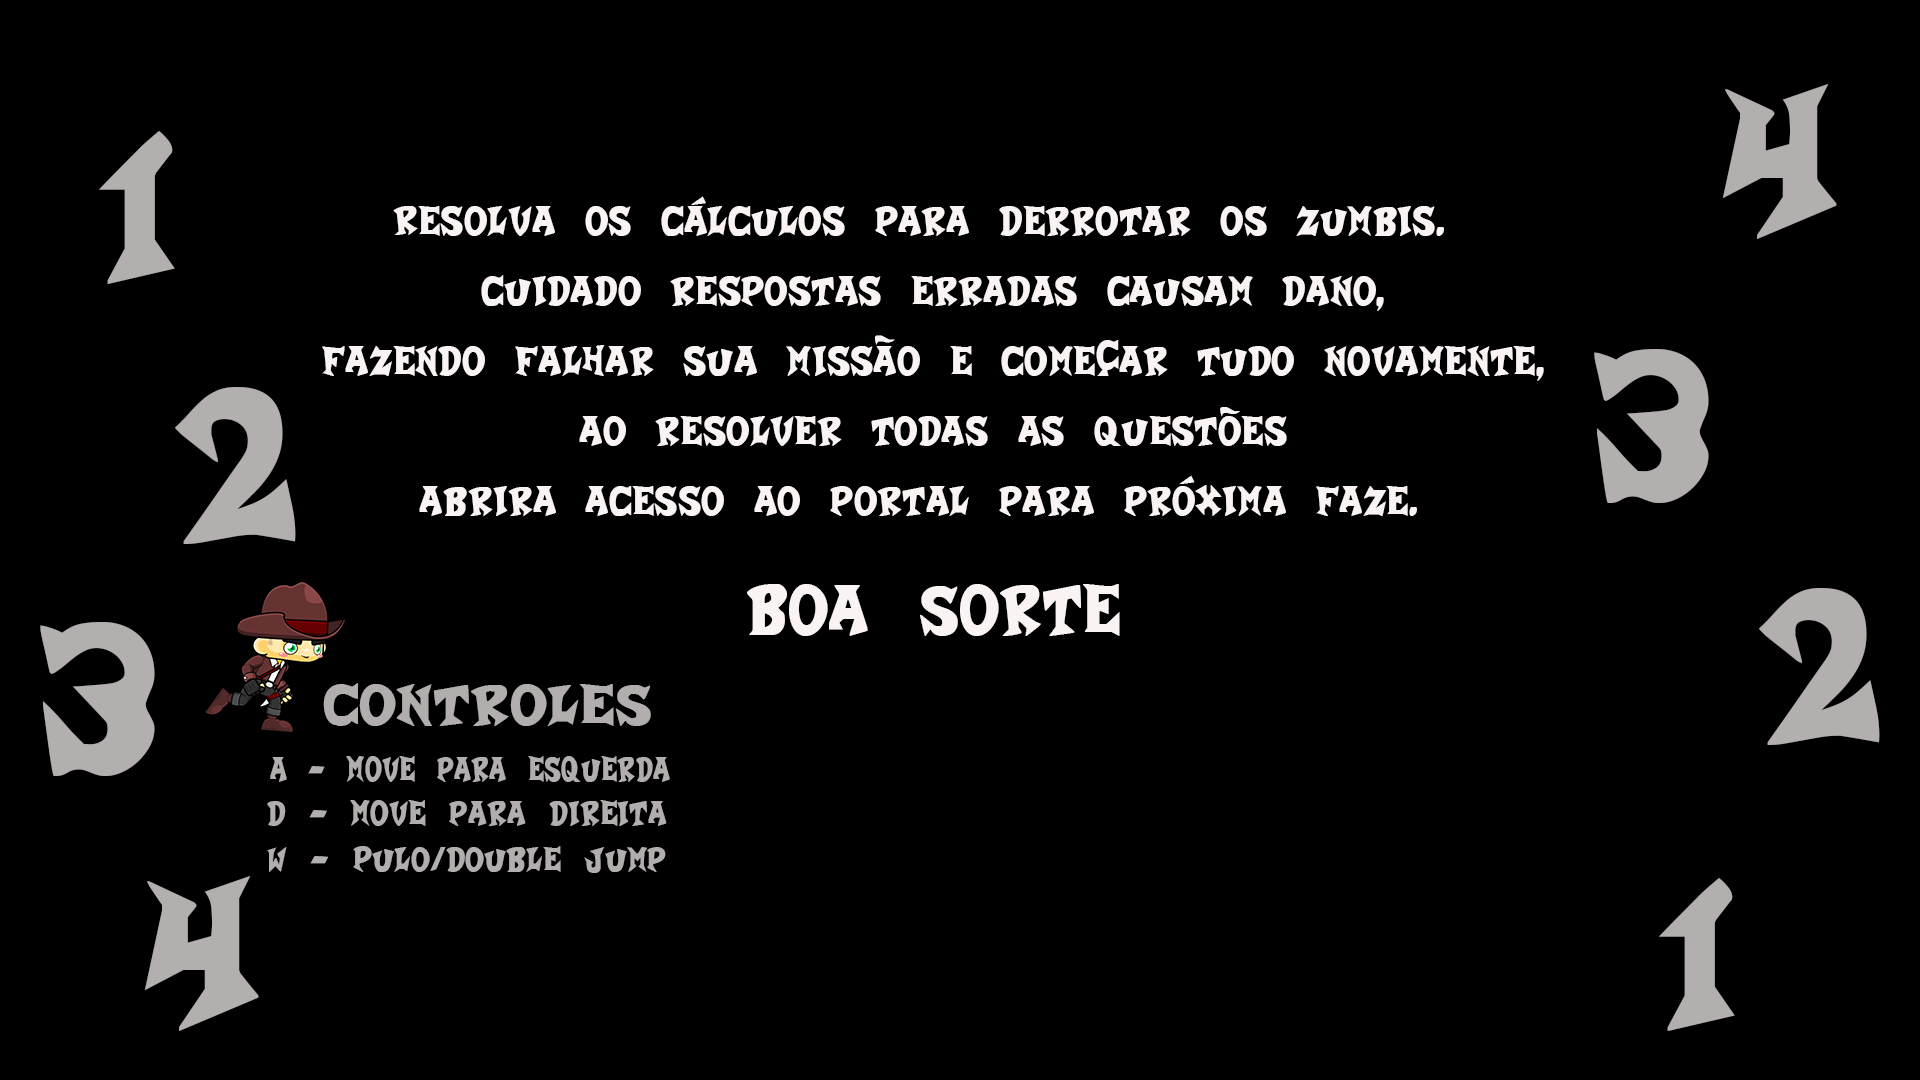 1
4
RESOLVA OS CÁLCULOS PARA DERROTAR OS ZUMBIS.
CUIDADO RESPOSTAS ERRADAS CAUSAM DANO,
FAZENDO FALHAR SUA MISSÃO E COMEÇAR TUDO NOVAMENTE,
3
2
AO RESOLVER TODAS AS QUESTÕES
ABRIRA ACESSO AO PORTAL PARA PRÓXIMA FAZE.
BOA SORTE
3
2
CONTROLES
A - MOVE PARA ESQUERDA
D - MOVE PARA DIREITA
W - PULO/DOUBLE JUMP
4
1